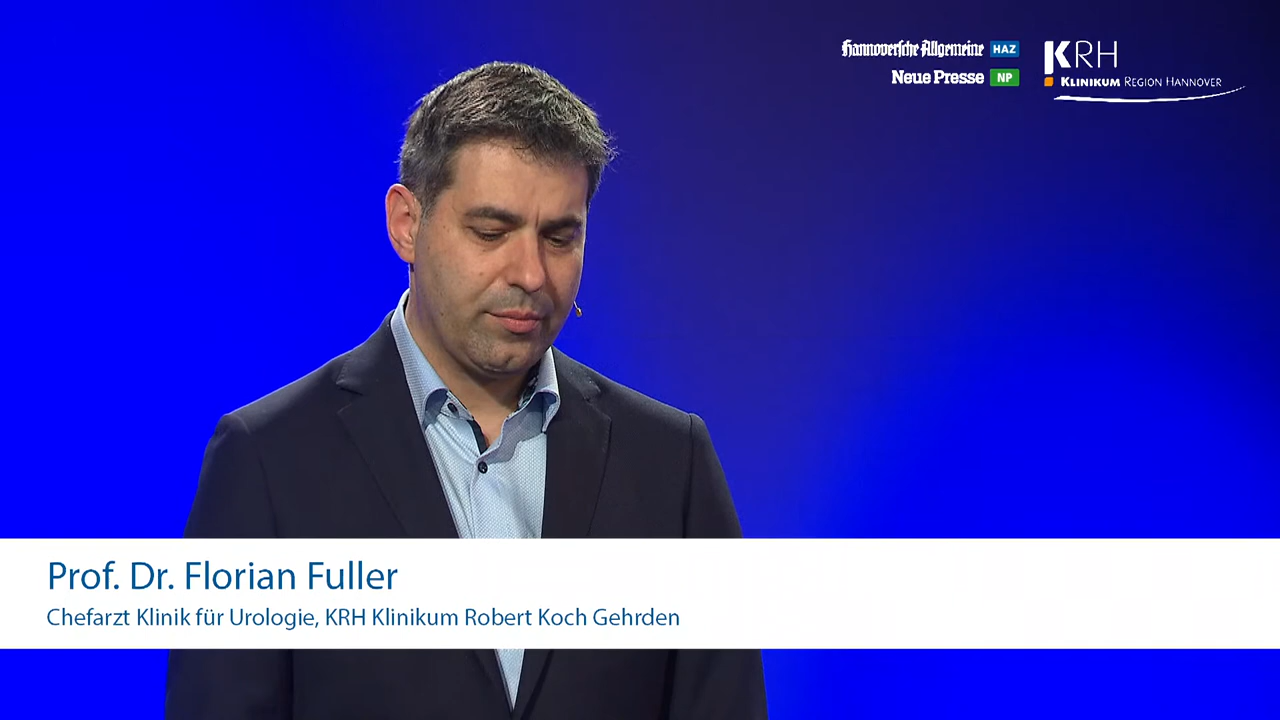 Hannoversche Allgemeine HAZ
Neue Presse NP
KRH
KLINIKUM REGION HANNOVER
Prof. Dr. Florian Fuller
Chefarzt Klinik für Urologie, KRH Klinikum Robert Koch Gehrden